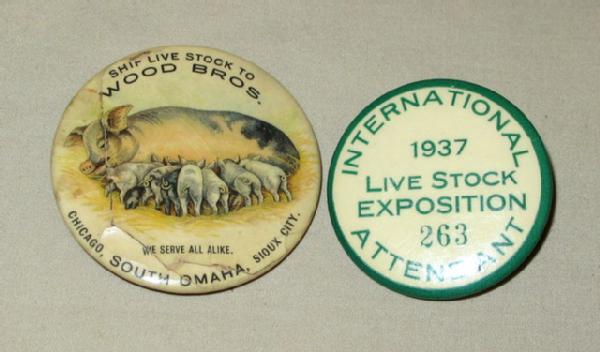 SHIP LIVE STOCK TO
WOOD BROS.
WE SERVE ALL ALIKE.
CHICAGO, SOUTH OMAHA, SIOUX CITY.
INTERNATIONAL
1937
LIVE STOCK
EXPOSITION
263
ATTENDANT